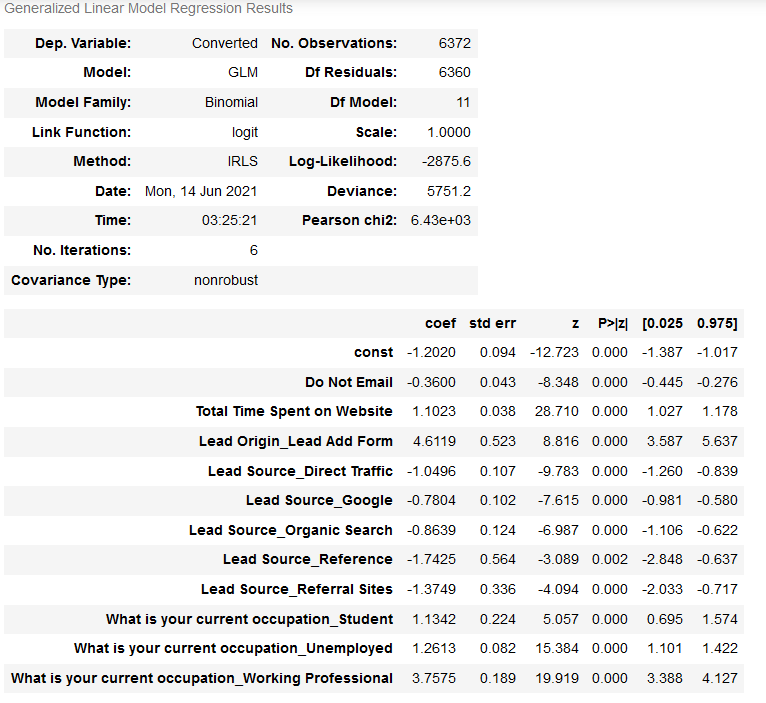 Generalized Linear Model Regression Results
Dep. Variable: Converted No. Observations: 6372
Model: GLM Df Residuals: 6360
Model Family: Binomial Df Model: 11
Link Function: logit Scale: 1.0000
Method: IRLS Log-Likelihood: -2875.6
Date: Mon, 14 Jun 2021 Deviance: 5751.2
Time: 03:25:21 Pearson chi2: 6.43e+03
No. Iterations: 6
Covariance Type: nonrobust
coef std err z P>|z| [0.025 0.975]
const -1.2020 0.094 -12.723 0.000 -1.387 -1.017
Do Not Email -0.3600 0.043 -8.348 0.000 -0.445 -0.276
Total Time Spent on Website 1.1023 0.038 28.710 0.000 1.027 1.178
Lead Origin_Lead Add Form 4.6119 0.523 8.816 0.000 3.587 5.637
Lead Source_Direct Traffic -1.0496 0.107 -9.783 0.000 -1.260 -0.839
Lead Source_Google -0.7804 0.102 -7.615 0.000 -0.981 -0.580
Lead Source_Organic Search -0.8639 0.124 -6.987 0.000 -1.106 -0.622
Lead Source_Reference -1.7425 0.564 -3.089 0.002 -2.848 -0.637
Lead Source_Referral Sites -1.3749 0.336 -4.094 0.000 -2.033 -0.717
What is your current occupation_Student 1.1342 0.224 5.057 0.000 0.695 1.574
What is your current occupation_Unemployed 1.2613 0.082 15.384 0.000 1.101 1.422
What is your current occupation_Working Professional 3.7575 0.189 19.919 0.000 3.388 4.127